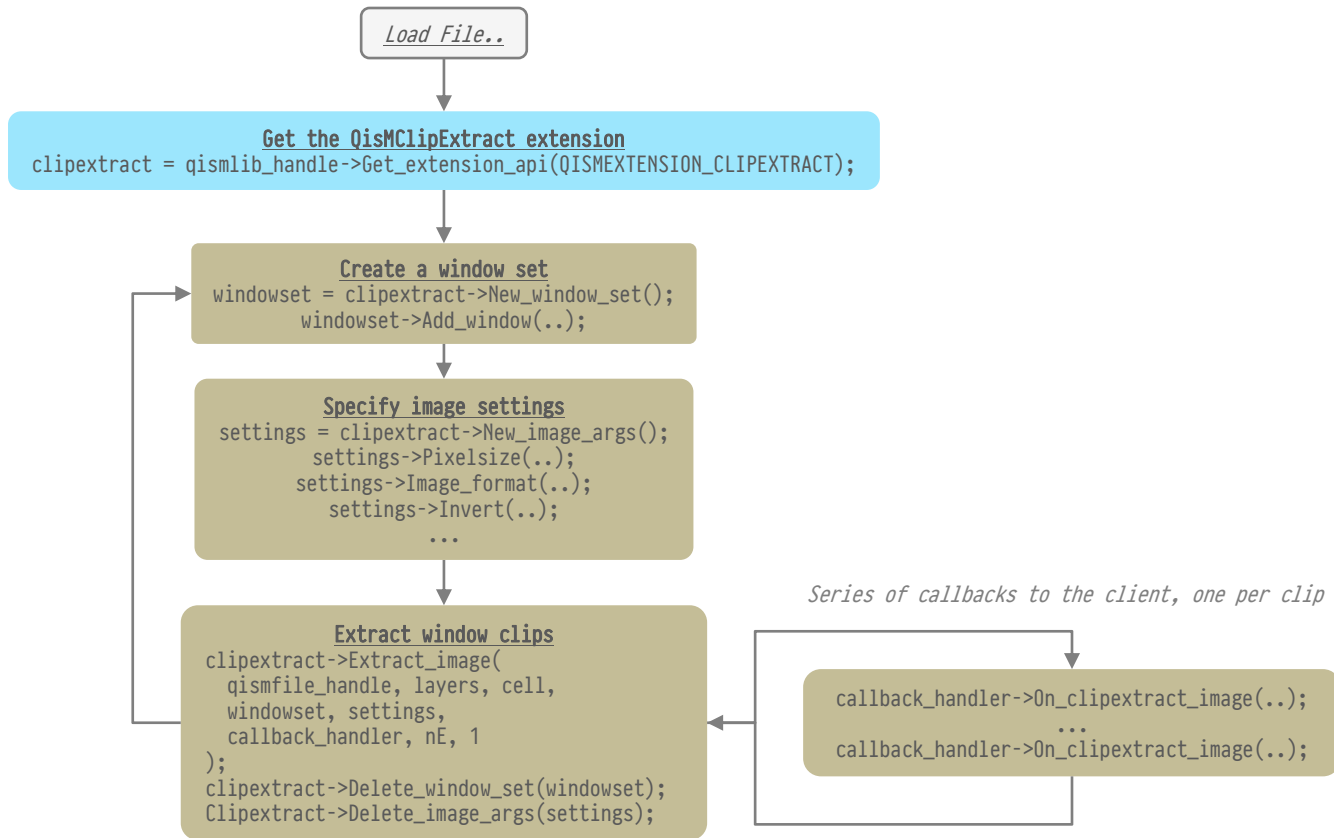 Load File..
Get the QisMClipExtract extension
clipextract = qismlib_handle->Get_extension_api(QISMEXTENSION_CLIPEXTRACT);
Create a window set
windowset = clipextract->New_window_set();
windowset->Add_window(..);
Specify image settings
settings = clipextract->New_image_args();
settings->Pixelsize(..);
settings->Image_format(..);
settings->Invert(..);
...
Extract window clips
clipextract->Extract_image(
qismfile_handle, layers, cell,
windowset, settings,
callback_handler, nE, 1
);
clipextract->Delete_window_set(windowset);
Clipextract->Delete_image_args(settings);
Series of callbacks to the client, one per clip
callback_handler->On_clipextract_image(..);
...
callback_handler->On_clipextract_image(..);